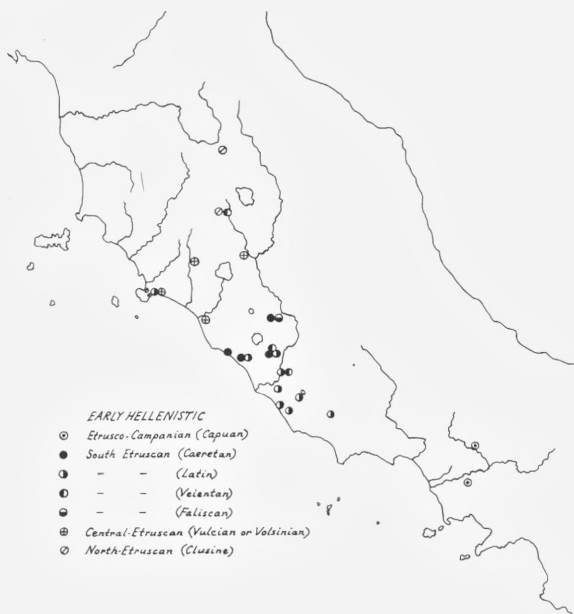 EARLY HELLENISTIC
Etrusco-Campanian (Capuan)
South Etruscan (Caeretan)
– – (Latin)
– – (Veientan)
– – (Faliscan)
Central-Etruscan (Vulcian or Volsinian)
North-Etruscan (Clusine)